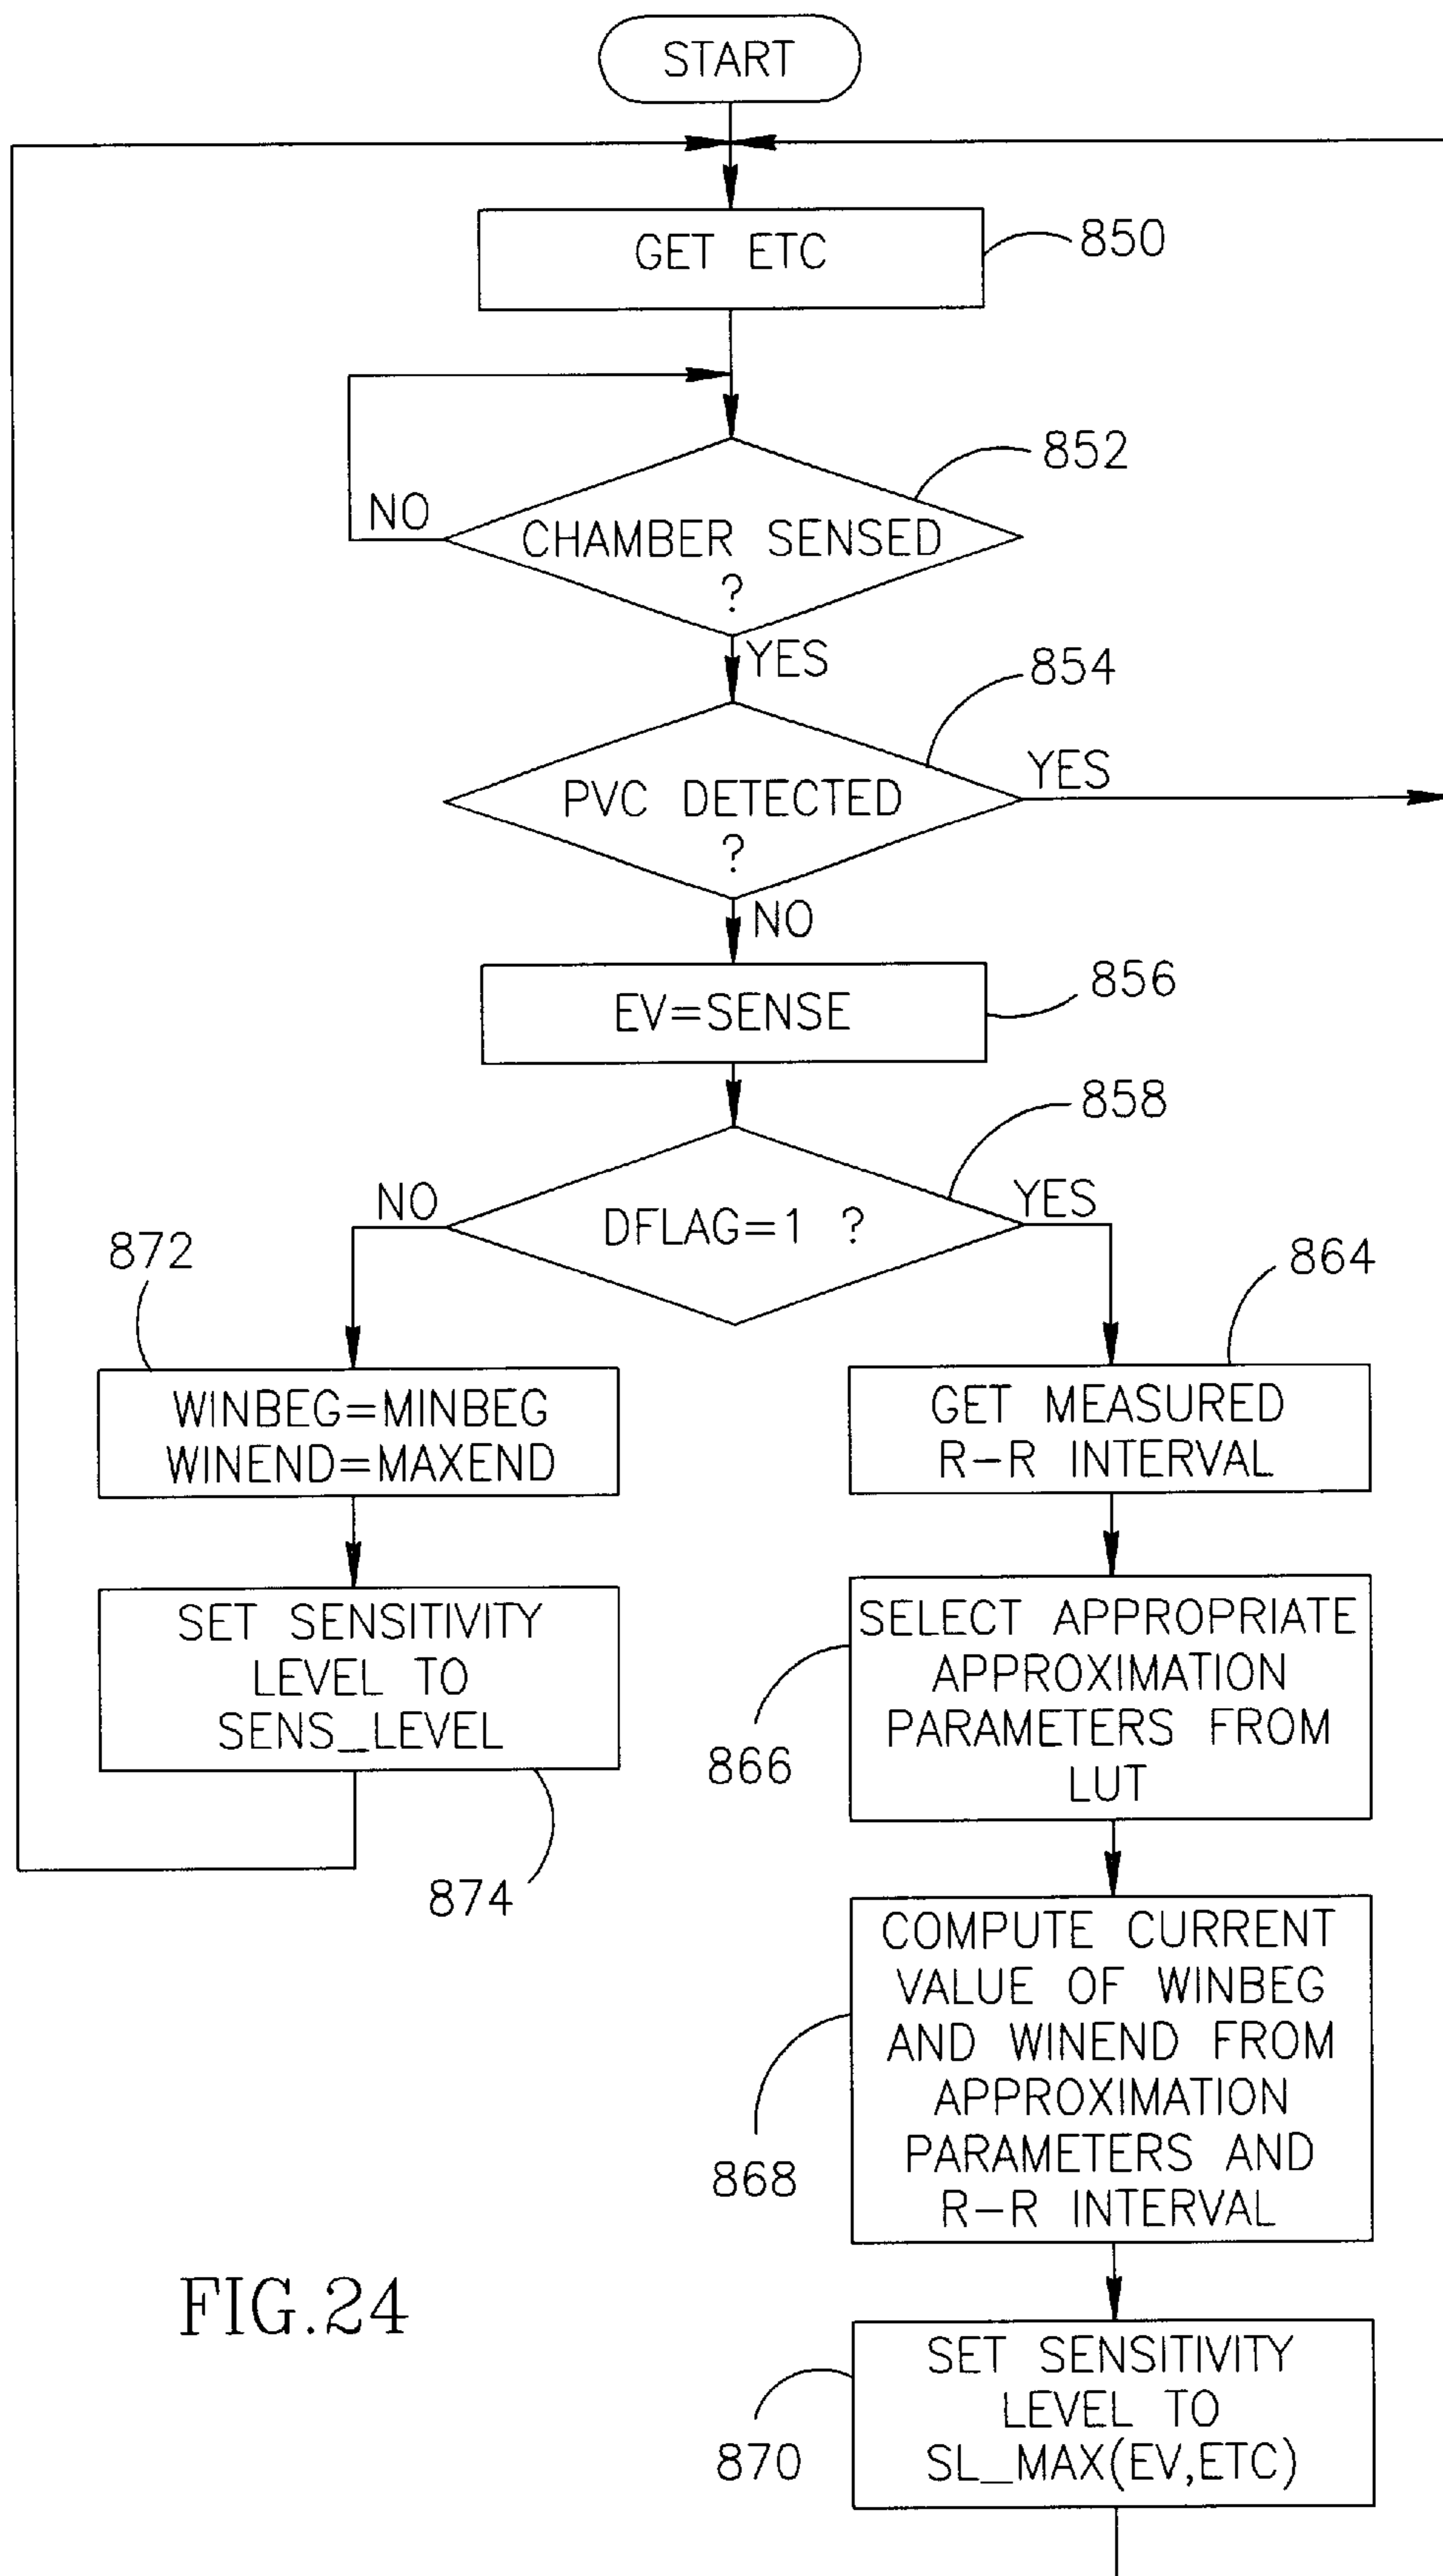 START
GET ETC
850
852
NO
CHAMBER SENSED
?
YES
854
YES
PVC DETECTED
?
NO
EV=SENSE
856
858
NO
YES
DFLAG=1 ?
872
864
WINBEG=MINBEG
WINEND=MAXEND
GET MEASURED
R-R INTERVAL
SET SENSITIVITY
LEVEL TO
SENS_LEVEL
874
SELECT APPROPRIATE
APPROXIMATION
PARAMETERS FROM
LUT
866
COMPUTE CURRENT
VALUE OF WINBEG
AND WINEND FROM
APPROXIMATION
PARAMETERS AND
R-R INTERVAL
868
SET SENSITIVITY
LEVEL TO
SL_MAX(EV,ETC)
870
FIG.24